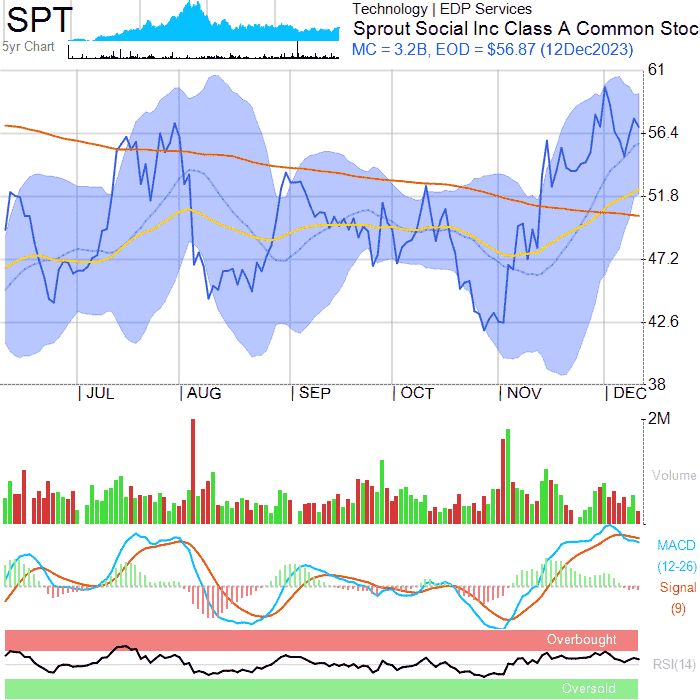 SPT
5yr Chart
Technology | EDP Services
Sprout Social Inc Class A Common Stoc
MC = 3.2B, EOD = $56.87 (12Dec2023)
61
56.4
51.8
47.2
42.6
38
JUL AUG SEP OCT NOV DEC
2M
Volume
MACD
(12-26)
Signal
(9)
Overbought
RSI(14)
Oversold